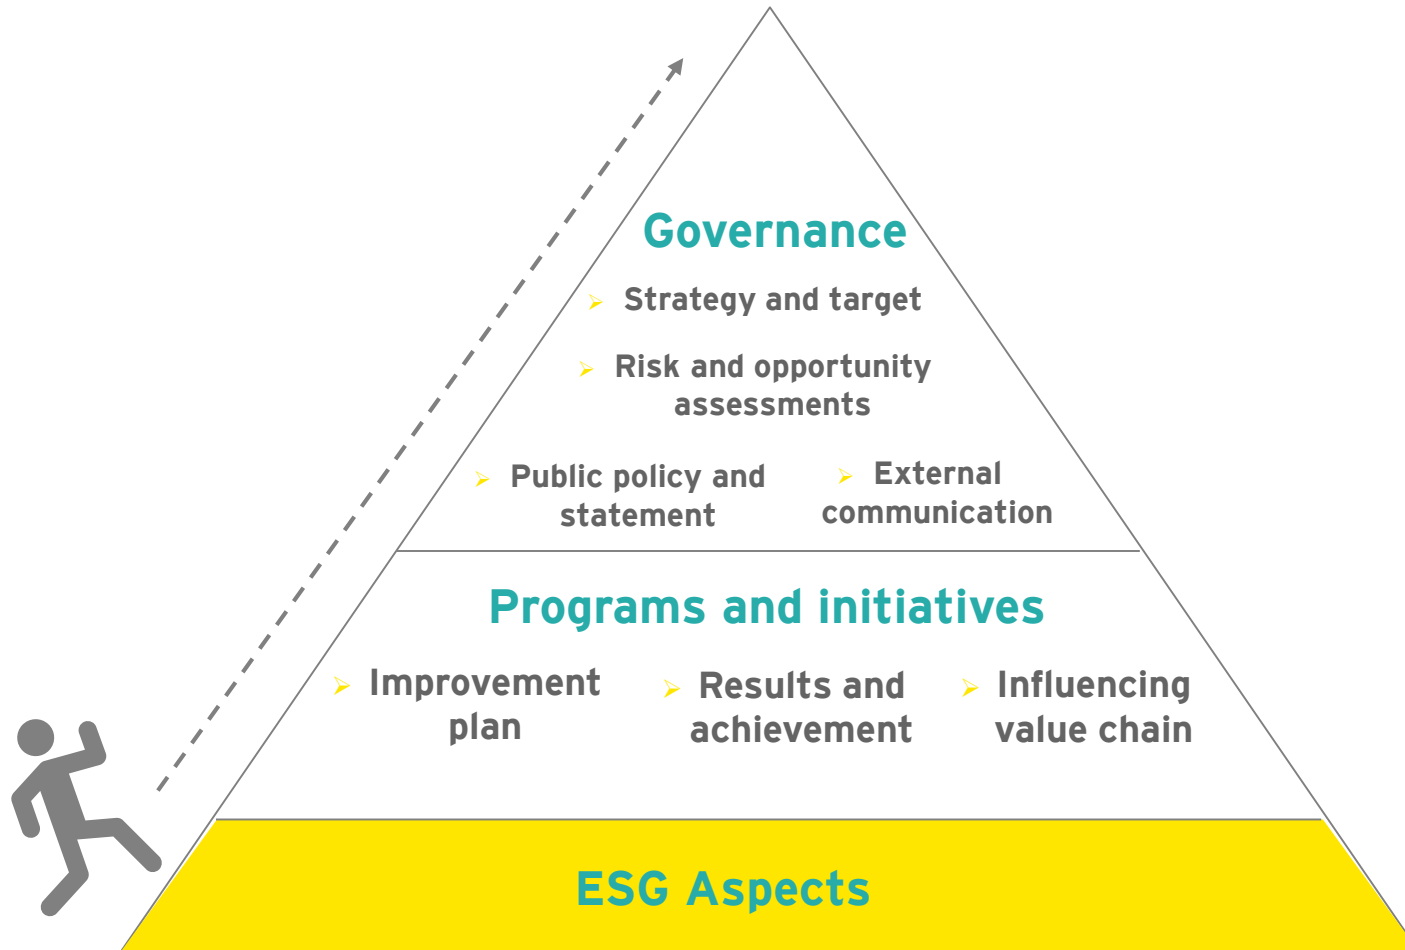 Governance
Strategy and target
Risk and opportunity
assessments
Public policy and
statement
External
communication
Programs and initiatives
Improvement
plan
Results and
achievement
Influencing
value chain
ESG Aspects